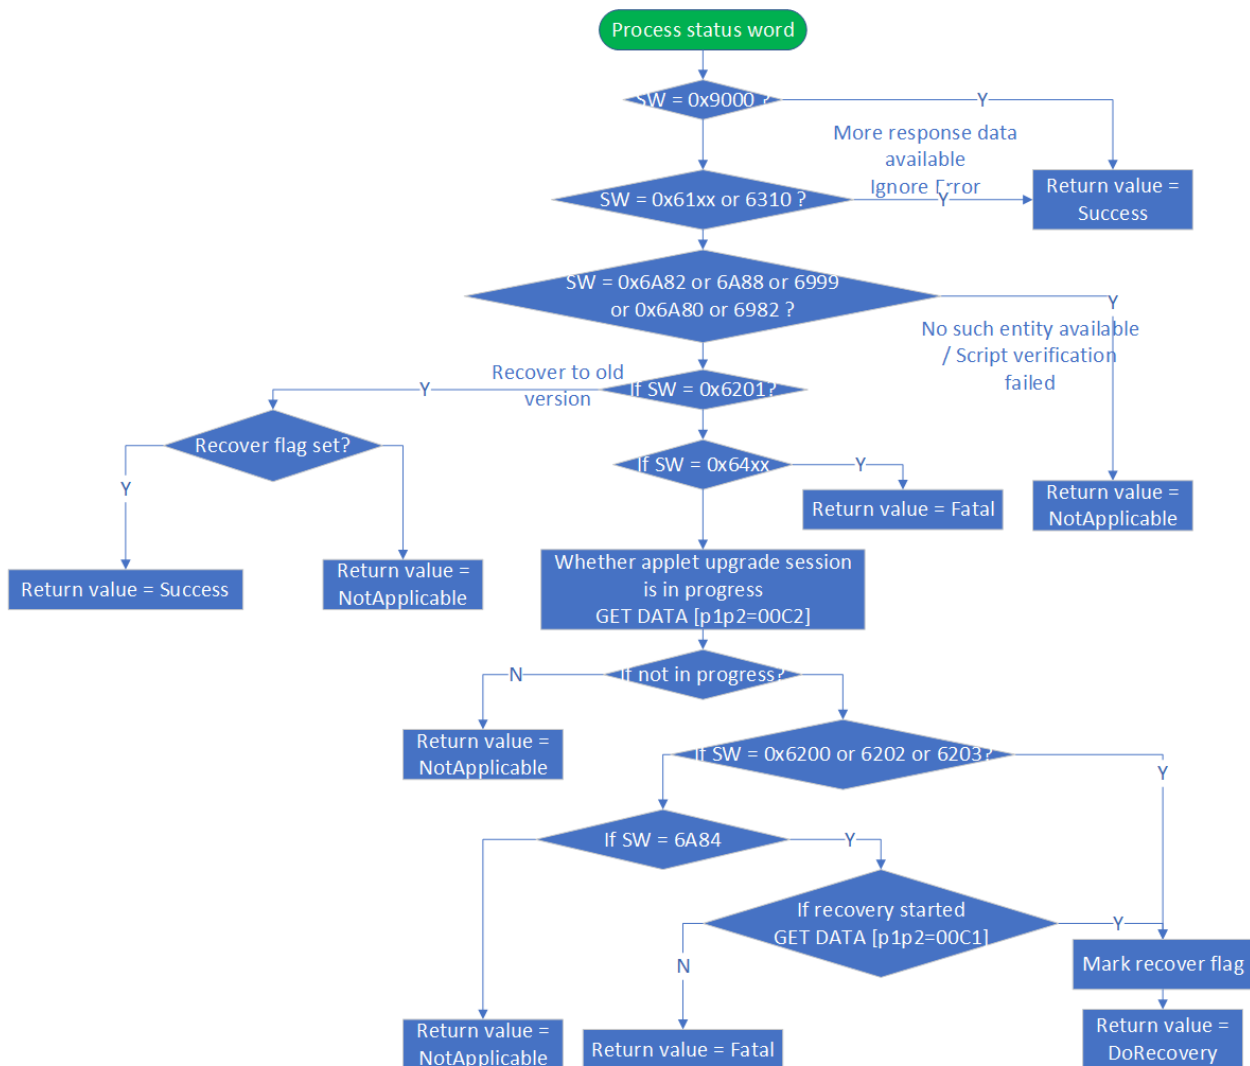 Process status word
SW = 0x9000 ?
Y
More response data
available
Ignore Error
SW = 0x61xx or 6310 ?
Y
Return value =
Success
SW = 0x6A82 or 6A88 or 6999
or 0x6A80 or 6982 ?
Y
No such entity available
/ Script verification
failed
Recover to old
version
If SW = 0x6201?
Y
Recover flag set?
If SW = 0x64xx
Y
Y
Return value = Fatal
Return value =
NotApplicable
Whether applet upgrade session
is in progress
GET DATA [p1p2=00C2]
Return value = Success
Return value =
NotApplicable
If not in progress?
N
Return value =
NotApplicable
If SW = 0x6200 or 6202 or 6203?
Y
If SW = 6A84
Y
If recovery started
GET DATA [p1p2=00C1]
Y
N
Mark recover flag
Return value =
NotApplicable
Return value = Fatal
Return value =
DoRecovery